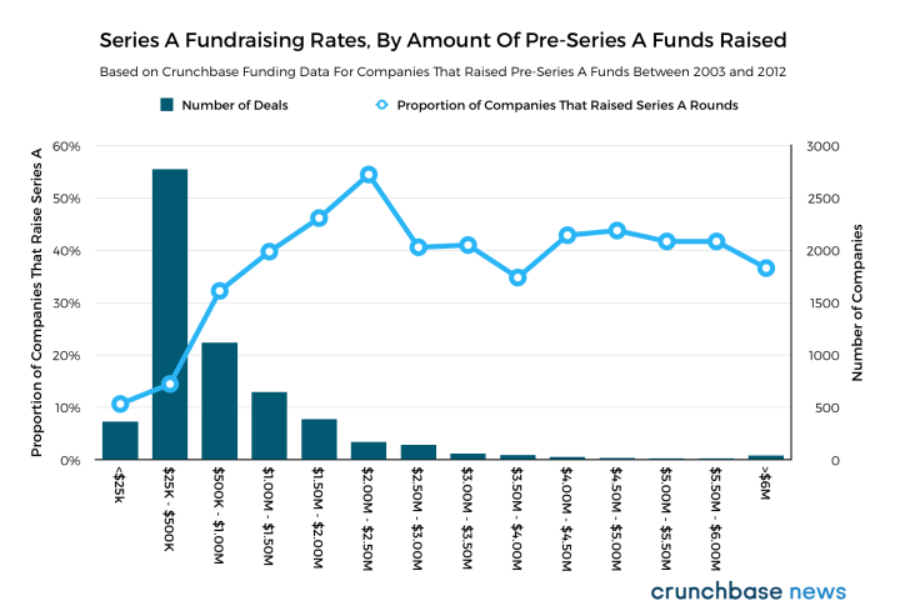 Series A Fundraising Rates, By Amount Of Pre-Series A Funds Raised
Based on Crunchbase Funding Data For Companies That Raised Pre-Series A Funds Between 2003 and 2012
Number of Deals
Proportion of Companies That Raised Series A Rounds
Proportion of Companies That Raise Series A
60%
50%
40%
30%
20%
10%
0%
3000
2500
2000
1500
1000
500
0
Number of Companies
<$25k
$25K - $500K
$500K - $1.00M
$1.00M - $1.50M
$1.50M - $2.00M
$2.00M - $2.50M
$2.50M - $3.00M
$3.00M - $3.50M
$3.50M - $4.00M
$4.00M - $4.50M
$4.50M - $5.00M
$5.00M - $5.50M
$5.50M - $6.00M
>$6M
crunchbase news